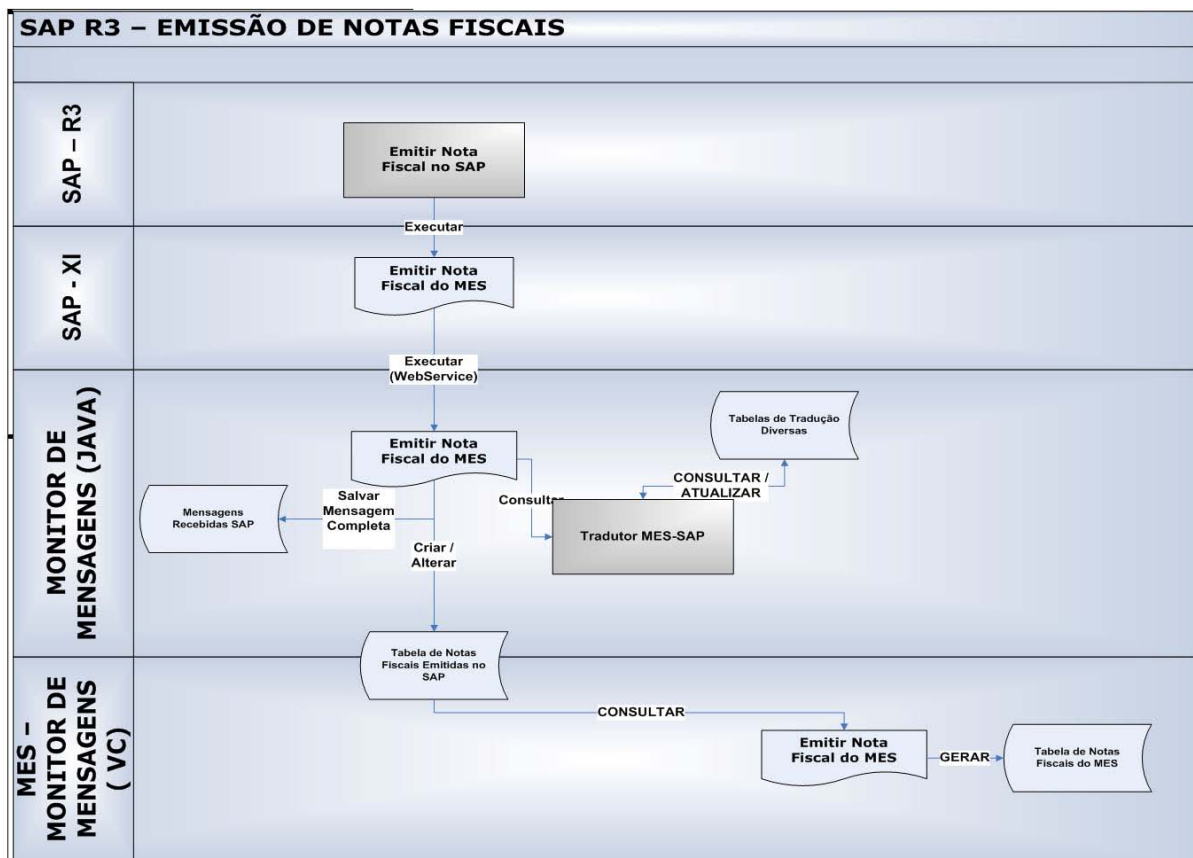 SAP R3 – EMISSÃO DE NOTAS FISCAIS
SAP – R3
Emitir Nota
Fiscal no SAP
Executar
SAP - XI
Emitir Nota
Fiscal do MES
Executar
(WebService)
MONITOR DE
MENSAGENS (JAVA)
Emitir Nota
Fiscal do MES
Tabelas de Tradução
Diversas
CONSULTAR /
ATUALIZAR
Consultar
Tradutor MES-SAP
Salvar
Mensagem
Completa
Mensagens
Recebidas SAP
Criar /
Alterar
Tabela de Notas
Fiscais Emitidas no
SAP
MES –
MONITOR DE
MENSAGENS
( VC)
CONSULTAR
Emitir Nota
Fiscal do MES
GERAR
Tabela de Notas
Fiscais do MES